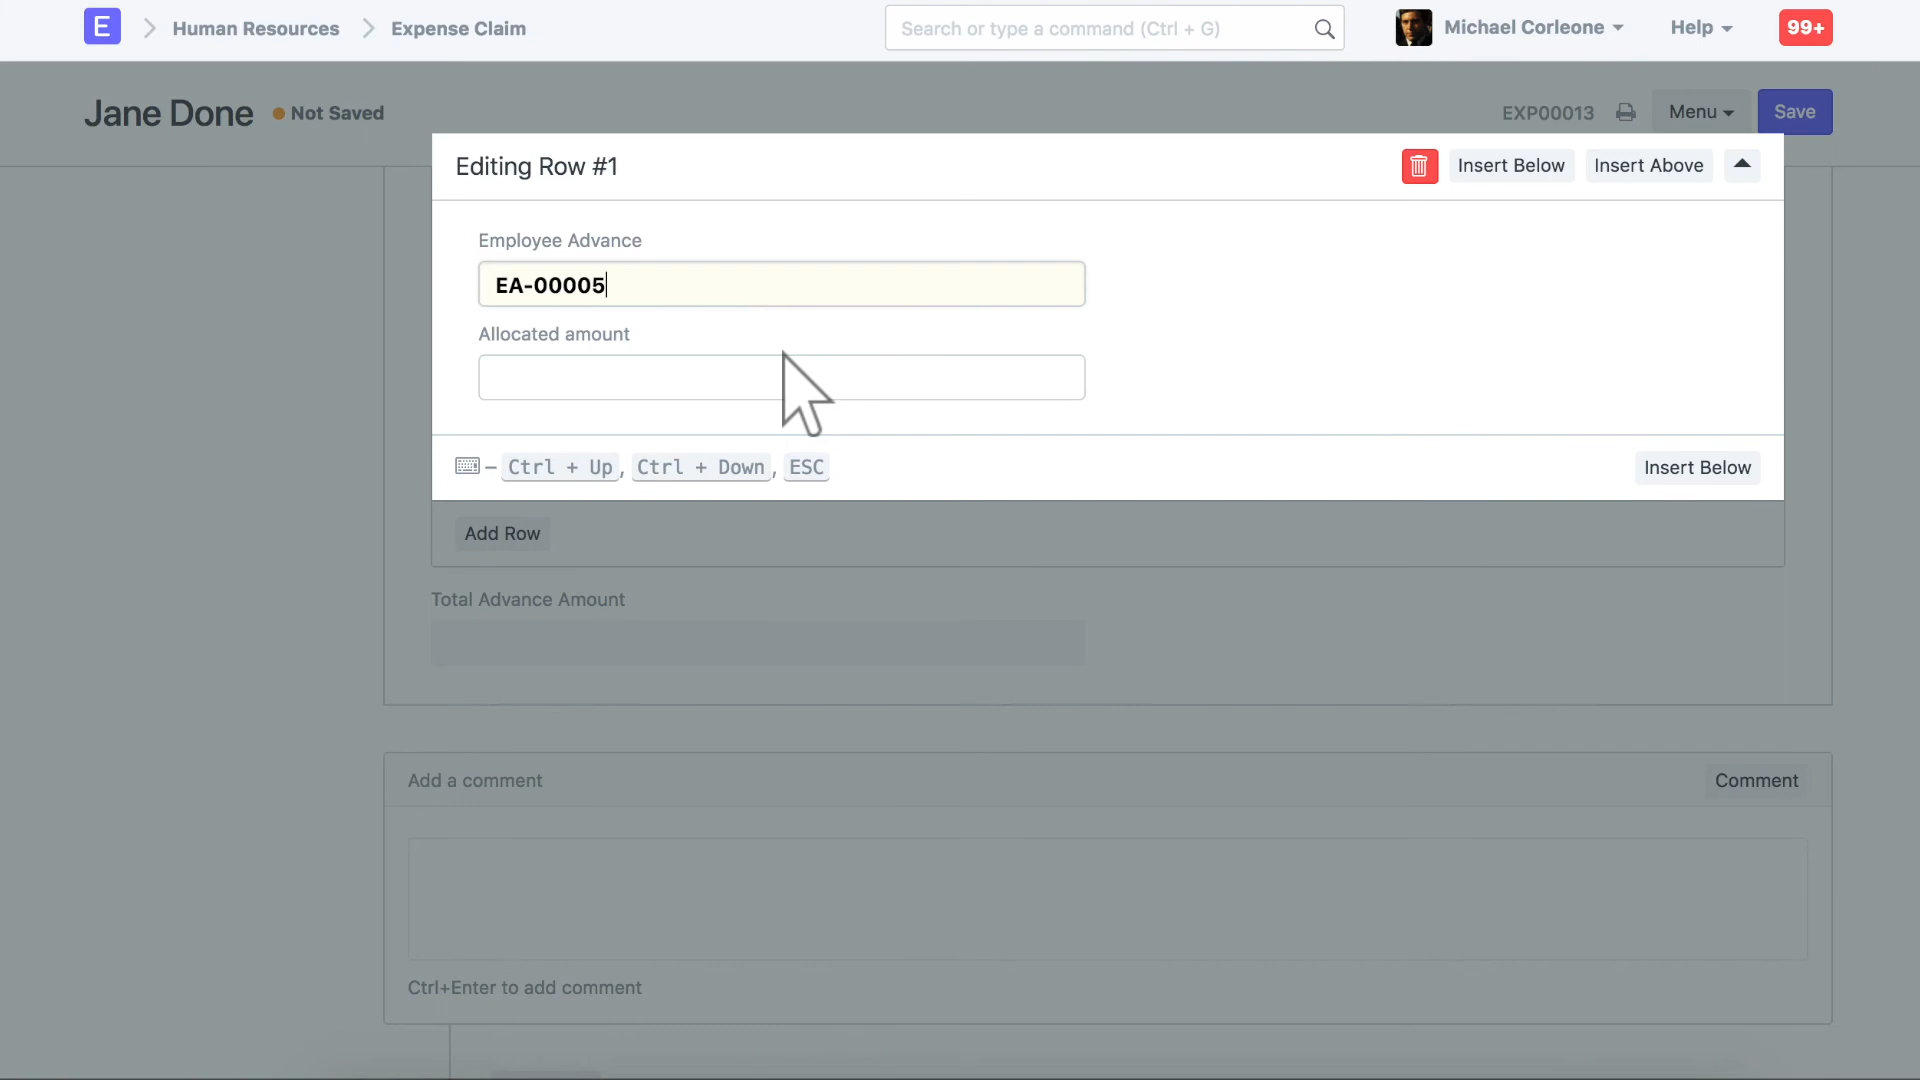 E Human Resources Expense Claim Search or type a command (Ctrl + G) Michael Corleone Help 99+
Jane Done Not Saved EXP00013 Menu Save
Editing Row #1 Insert Below Insert Above
Employee Advance
EA-00005
Allocated amount
– Ctrl + Up, Ctrl + Down, ESC Insert Below
Add Row
Total Advance Amount
Add a comment Comment
Ctrl+Enter to add comment